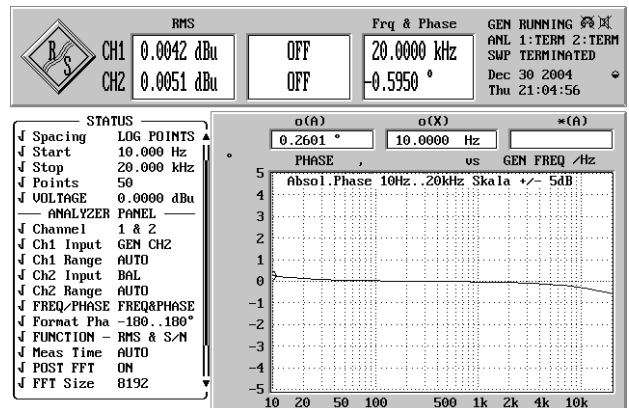 RMS Frq & Phase
GEN RUNNING
ANL 1:TERM 2:TERM
SWP TERMINATED
Dec 30 2004
Thu 21:04:56
R S
CH1 0.0042 dBu OFF 20.0000 kHz
CH2 0.0051 dBu OFF -0.5950 °
STATUS
Spacing LOG POINTS
Start 10.000 Hz
Stop 20.000 kHz
Points 50
VOLTAGE 0.0000 dBu
ANALYZER PANEL
Channel 1 & 2
Ch1 Input GEN CH2
Ch1 Range AUTO
Ch2 Input BAL
Ch2 Range AUTO
FREQ/PHASE FREQ&PHASE
Format Pha -180..180°
FUNCTION - RMS & S/N
Meas Time AUTO
POST FFT ON
FFT Size 8192
o(A) o(X) *(A)
0.2601 ° 10.0000 Hz
° PHASE , vs GEN FREQ /Hz
Absol.Phase 10Hz..20kHz Skala +/- 5dB
5
4
3
2
1
0
-1
-2
-3
-4
-5
10 20 50 100 500 1k 2k 4k 10k